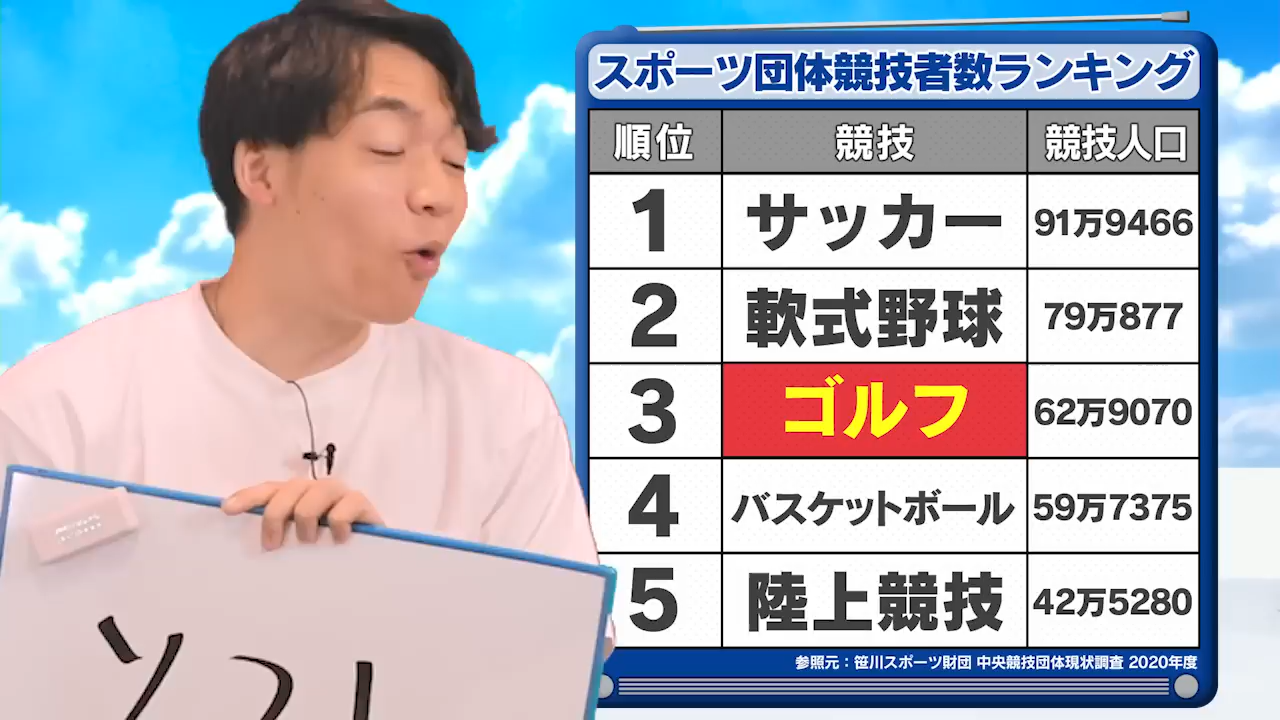 スポーツ団体競技者数ランキング
順位 競技 競技人口
1 サッカー 91万9466
2 軟式野球 79万877
3 ゴルフ 62万9070
4 バスケットボール 59万7375
5 陸上競技 42万5280
参照元：笹川スポーツ財団 中央競技団体現状調査 2020年度